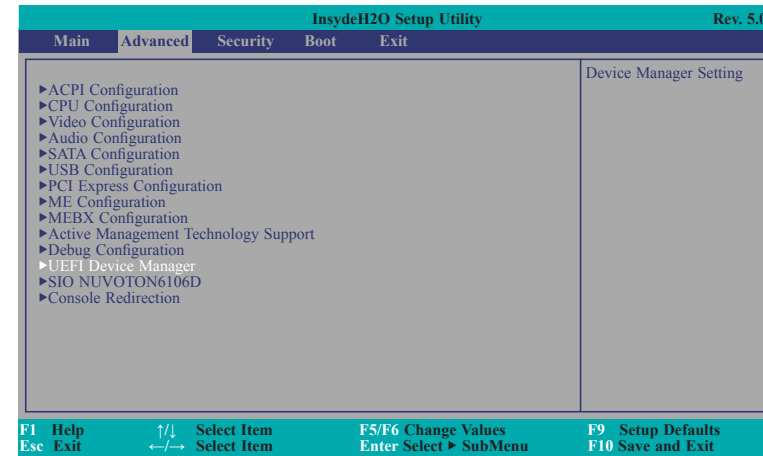 InsydeH2O Setup Utility Rev. 5.0
Main Advanced Security Boot Exit
Device Manager Setting
▶ACPI Configuration
▶CPU Configuration
▶Video Configuration
▶Audio Configuration
▶SATA Configuration
▶USB Configuration
▶PCI Express Configuration
▶ME Configuration
▶MEBX Configuration
▶Active Management Technology Support
▶Debug Configuration
▶UEFI Device Manager
▶SIO NUVOTON6106D
▶Console Redirection
F1 Help ↑/↓ Select Item F5/F6 Change Values F9 Setup Defaults
Esc Exit ←/→ Select Item Enter Select ▶ SubMenu F10 Save and Exit